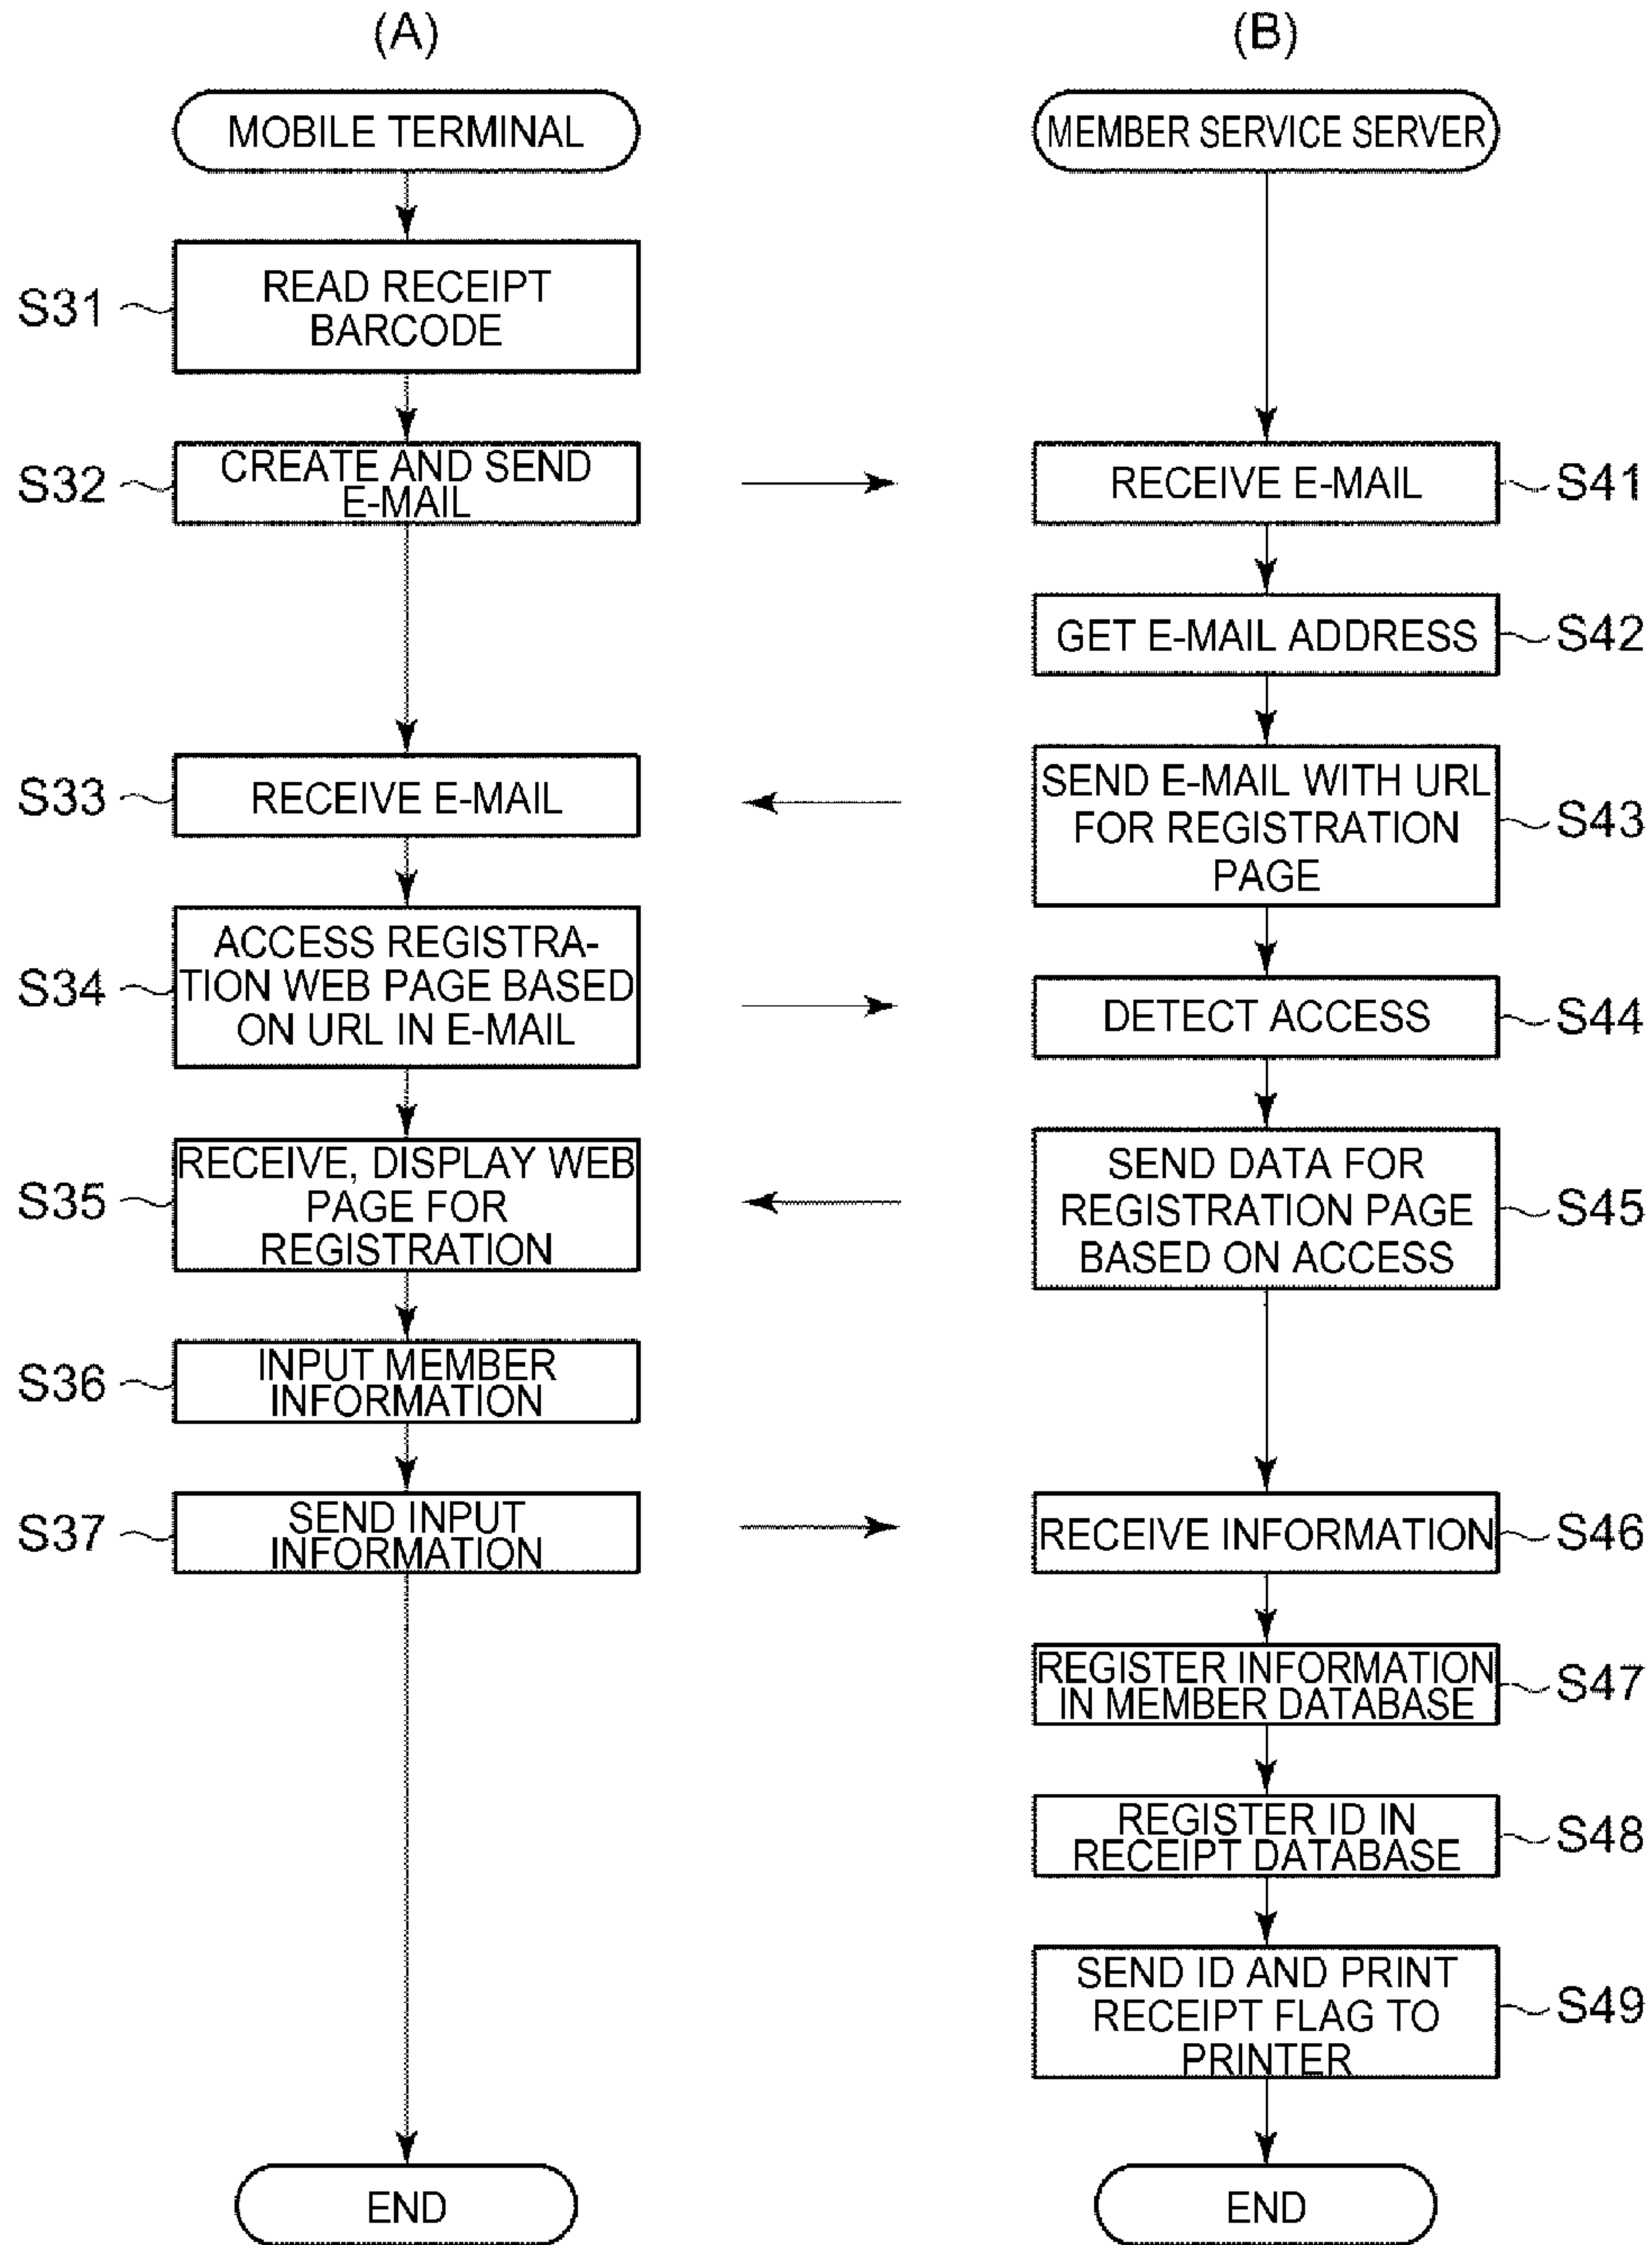 (A)
MOBILE TERMINAL
S31
READ RECEIPT
BARCODE
S32
CREATE AND SEND
E-MAIL
S33
RECEIVE E-MAIL
S34
ACCESS REGISTRA-
TION WEB PAGE BASED
ON URL IN E-MAIL
S35
RECEIVE, DISPLAY WEB
PAGE FOR
REGISTRATION
S36
INPUT MEMBER
INFORMATION
S37
SEND INPUT
INFORMATION
END
(B)
MEMBER SERVICE SERVER
RECEIVE E-MAIL
S41
GET E-MAIL ADDRESS
S42
SEND E-MAIL WITH URL
FOR REGISTRATION
PAGE
S43
DETECT ACCESS
S44
SEND DATA FOR
REGISTRATION PAGE
BASED ON ACCESS
S45
RECEIVE INFORMATION
S46
REGISTER INFORMATION
IN MEMBER DATABASE
S47
REGISTER ID IN
RECEIPT DATABASE
S48
SEND ID AND PRINT
RECEIPT FLAG TO
PRINTER
S49
END